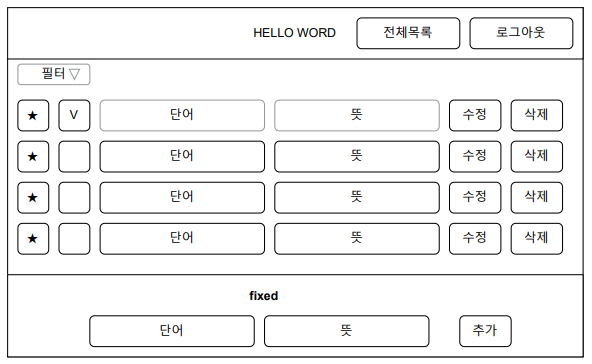 HELLO WORD 전체목록 로그아웃
필터 ▽
★ V 단어 뜻 수정 삭제
★ 단어 뜻 수정 삭제
★ 단어 뜻 수정 삭제
★ 단어 뜻 수정 삭제
fixed
단어 뜻 추가